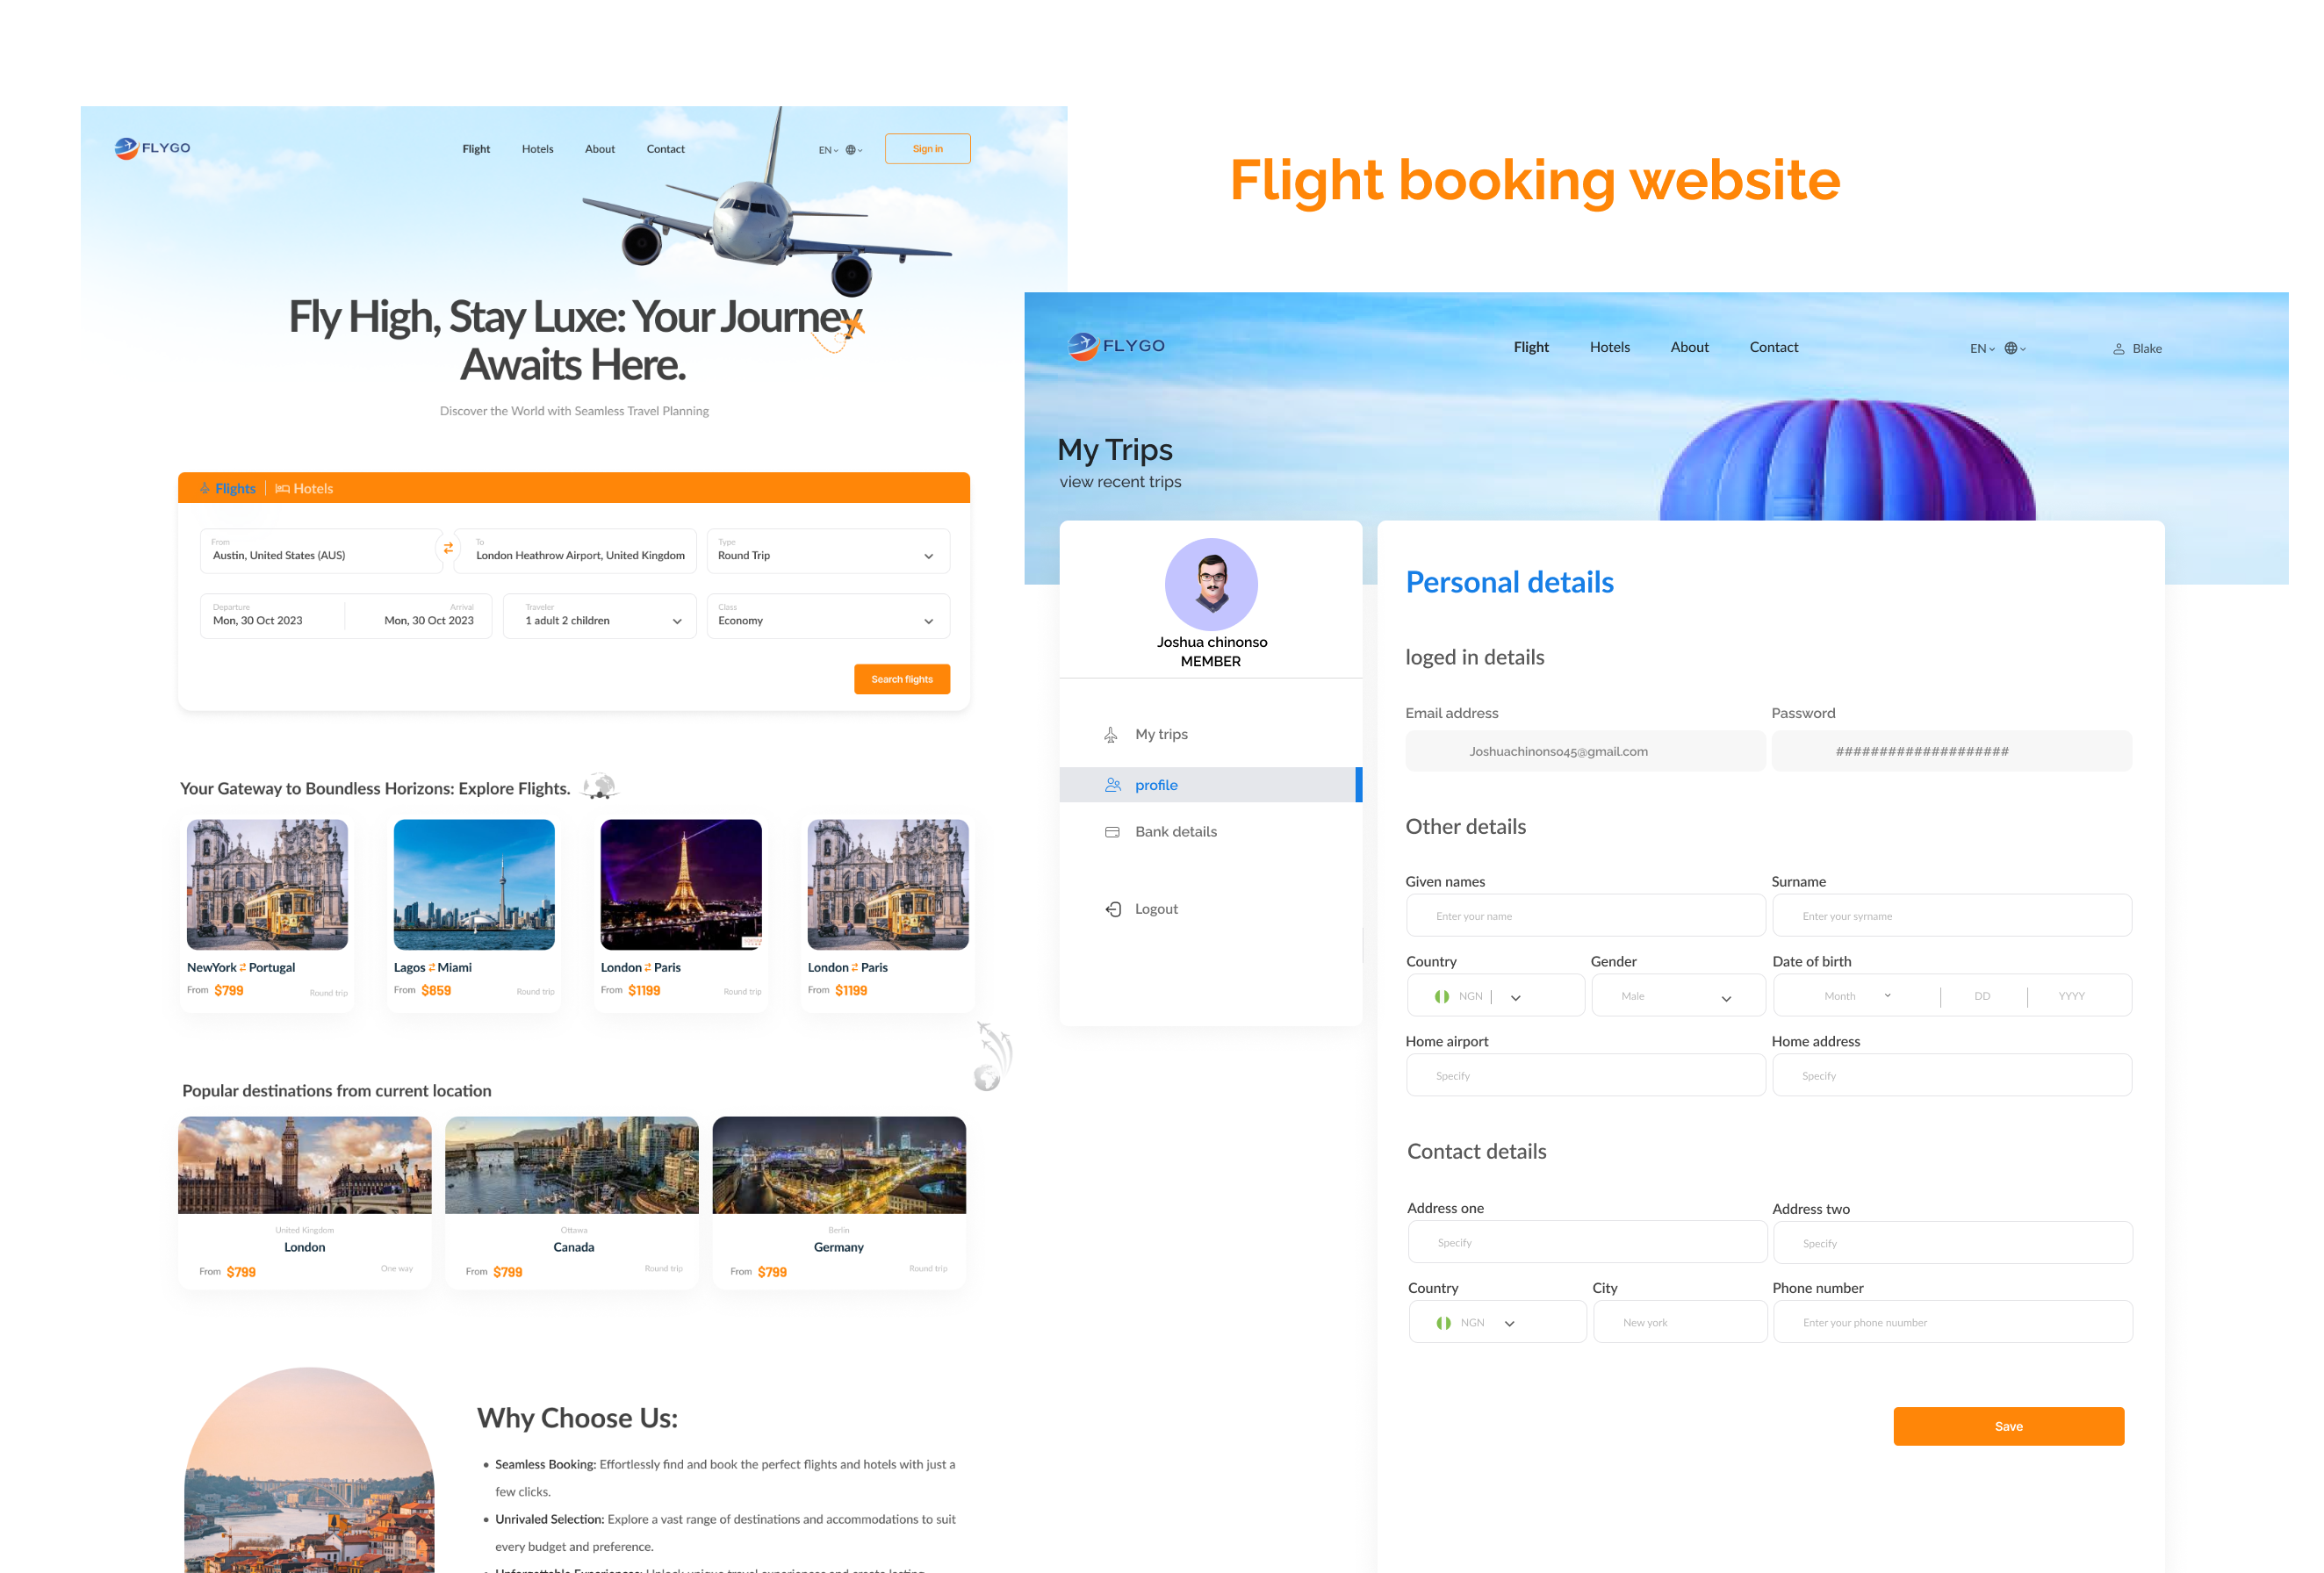 FLYGO
Flight Hotels About Contact
EN
Sign in
Fly High, Stay Luxe: Your Journey
Awaits Here.
Discover the World with Seamless Travel Planning
Flights Hotels
From
Austin, United States (AUS)
To
London Heathrow Airport, United Kingdom
Type
Round Trip
Departure
Mon, 30 Oct 2023
Arrival
Mon, 30 Oct 2023
Traveler
1 adult 2 children
Class
Economy
Search flights
Your Gateway to Boundless Horizons: Explore Flights.
NewYork Portugal
From $799 Round trip
Lagos Miami
From $859 Round trip
London Paris
From $1199 Round trip
London Paris
From $1199
Popular destinations from current location
United Kingdom
London
From $799 One way
Ottawa
Canada
From $799 Round trip
Berlin
Germany
From $799 Round trip
Why Choose Us:
• Seamless Booking: Effortlessly find and book the perfect flights and hotels with just a
few clicks.
• Unrivaled Selection: Explore a vast range of destinations and accommodations to suit
every budget and preference.
Flight booking website
FLYGO
Flight Hotels About Contact
EN
Blake
My Trips
view recent trips
Joshua chinonso
MEMBER
My trips
profile
Bank details
Logout
Personal details
loged in details
Email address
Joshuachinonso45@gmail.com
Password
####################
Other details
Given names
Enter your name
Surname
Enter your syrname
Country
NGN
Gender
Male
Date of birth
Month DD YYYY
Home airport
Specify
Home address
Specify
Contact details
Address one
Specify
Address two
Specify
Country
NGN
City
New york
Phone number
Enter your phone nuumber
Save